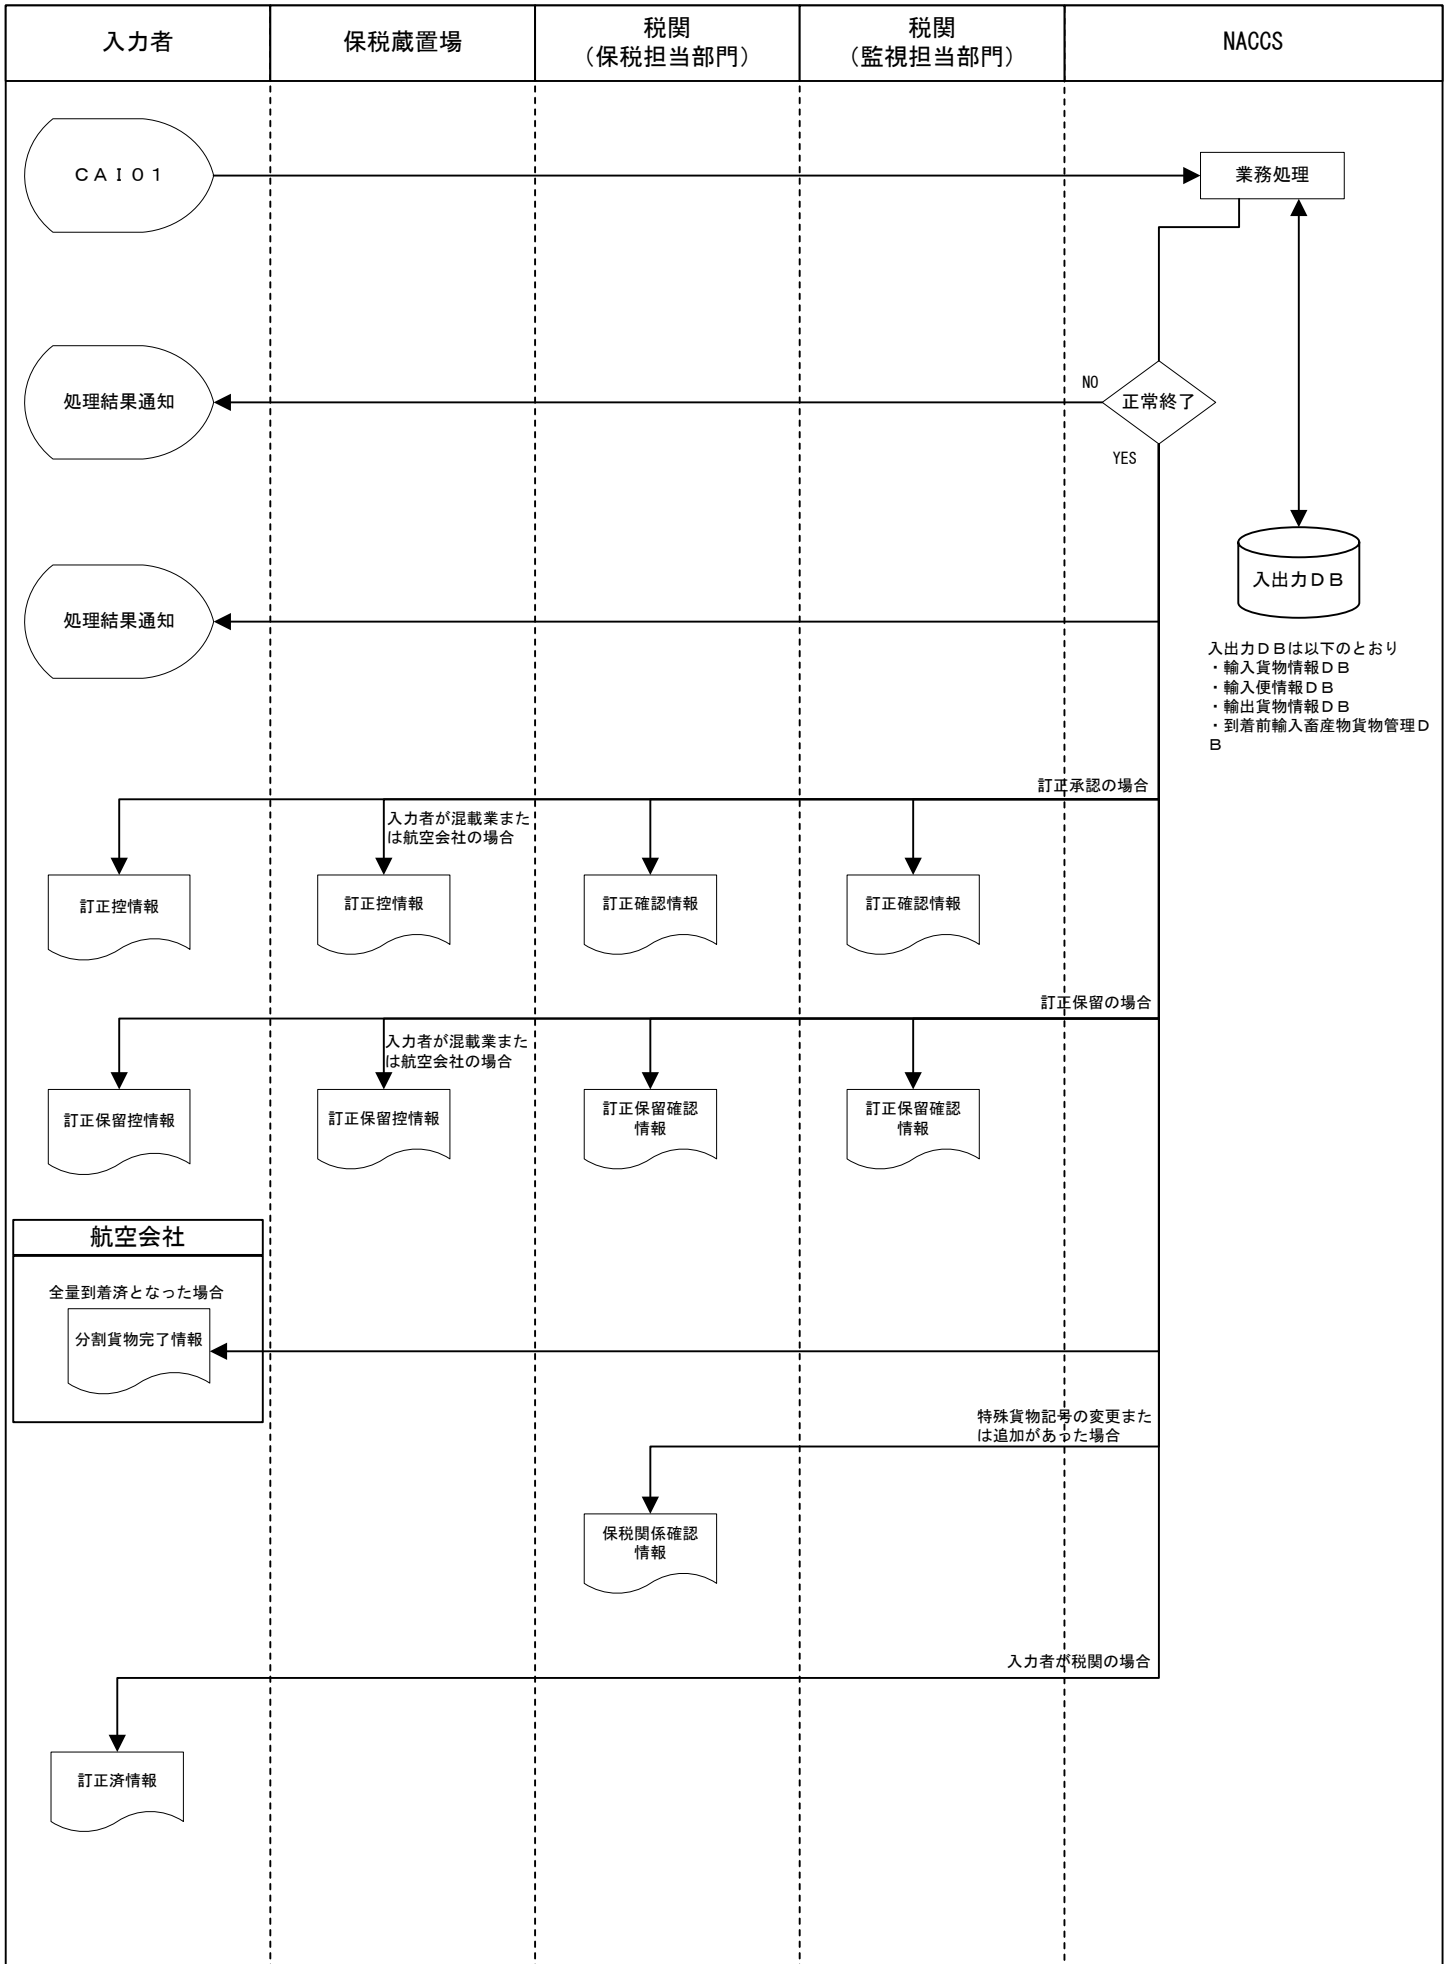 入力者
保税蔵置場
税関
（保税担当部門）
税関
（監視担当部門）
NACCS
ＣＡＩ０１
業務処理
処理結果通知
NO
正常終了
YES
入出力ＤＢ
処理結果通知
入出力ＤＢは以下のとおり
・輸入貨物情報ＤＢ
・輸入便情報ＤＢ
・輸出貨物情報ＤＢ
・到着前輸入畜産物貨物管理Ｄ
Ｂ
訂正承認の場合
入力者が混載業また
は航空会社の場合
訂正控情報
訂正控情報
訂正確認情報
訂正確認情報
訂正保留の場合
入力者が混載業また
は航空会社の場合
訂正保留控情報
訂正保留控情報
訂正保留確認
情報
訂正保留確認
情報
航空会社
全量到着済となった場合
分割貨物完了情報
特殊貨物記号の変更また
は追加があった場合
保税関係確認
情報
入力者が税関の場合
訂正済情報